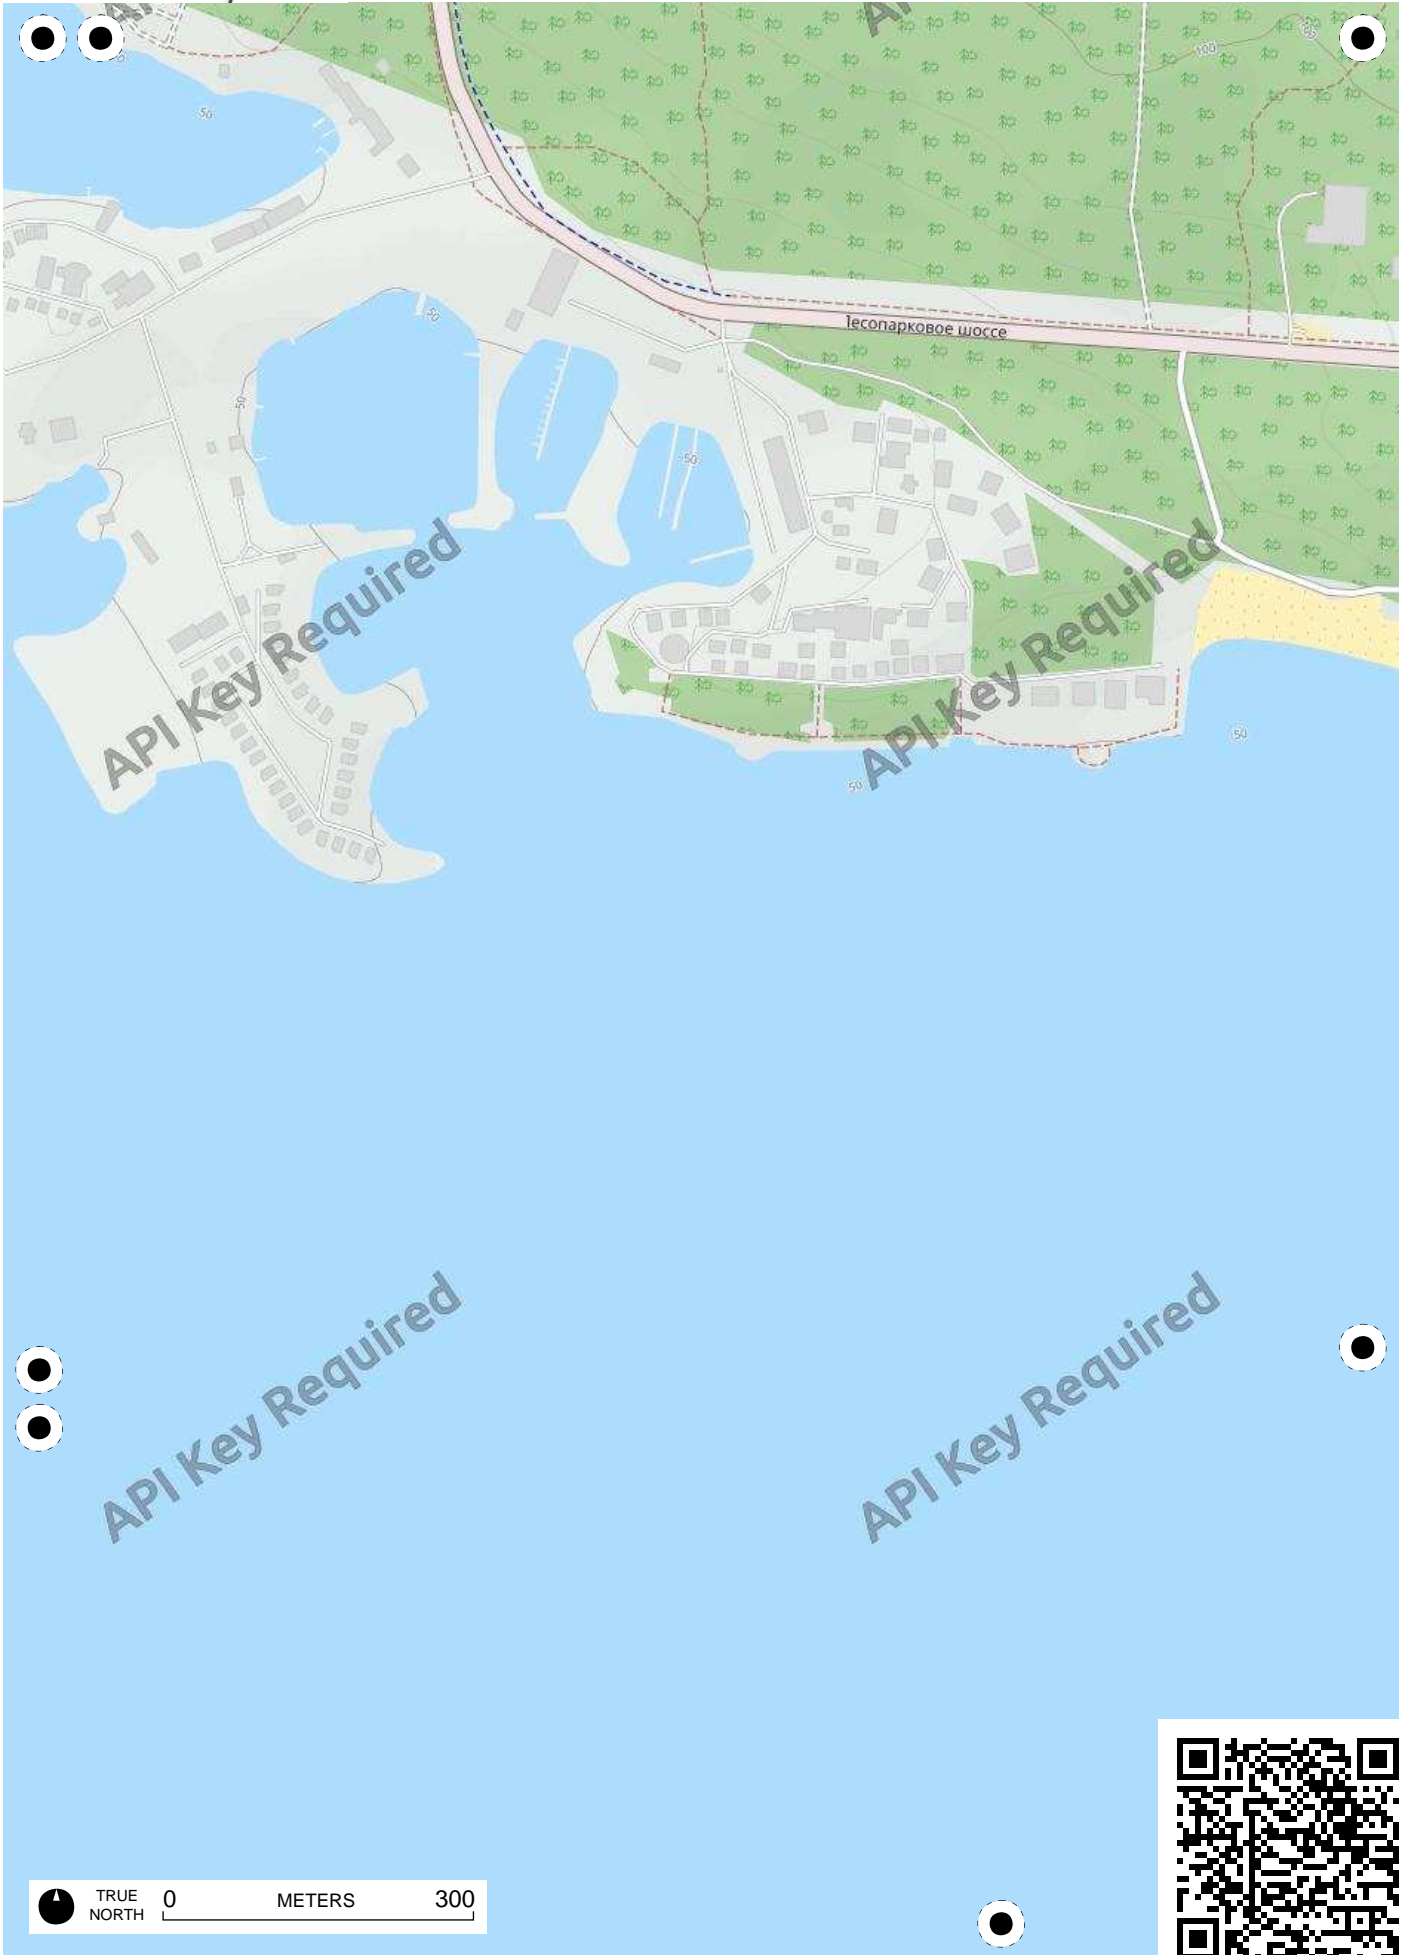 100
100
50
50
Лесопарковое шоссе
50
50
API Key Required
API Key Required
50
50
API Key Required
API Key Required
TRUE NORTH
0 METERS 300